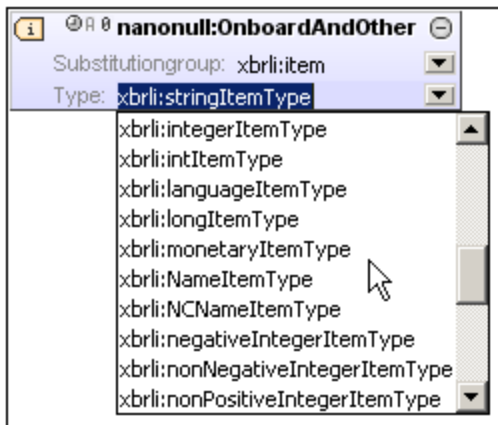 nanonull:OnboardAndOther
Substitutiongroup: xbrli:item
Type: xbrli:stringItemType
xbrli:integerItemType
xbrli:intItemType
xbrli:languageItemType
xbrli:longItemType
xbrli:monetaryItemType
xbrli:NameItemType
xbrli:NCNameItemType
xbrli:negativeIntegerItemType
xbrli:nonNegativeIntegerItemType
xbrli:nonPositiveIntegerItemType